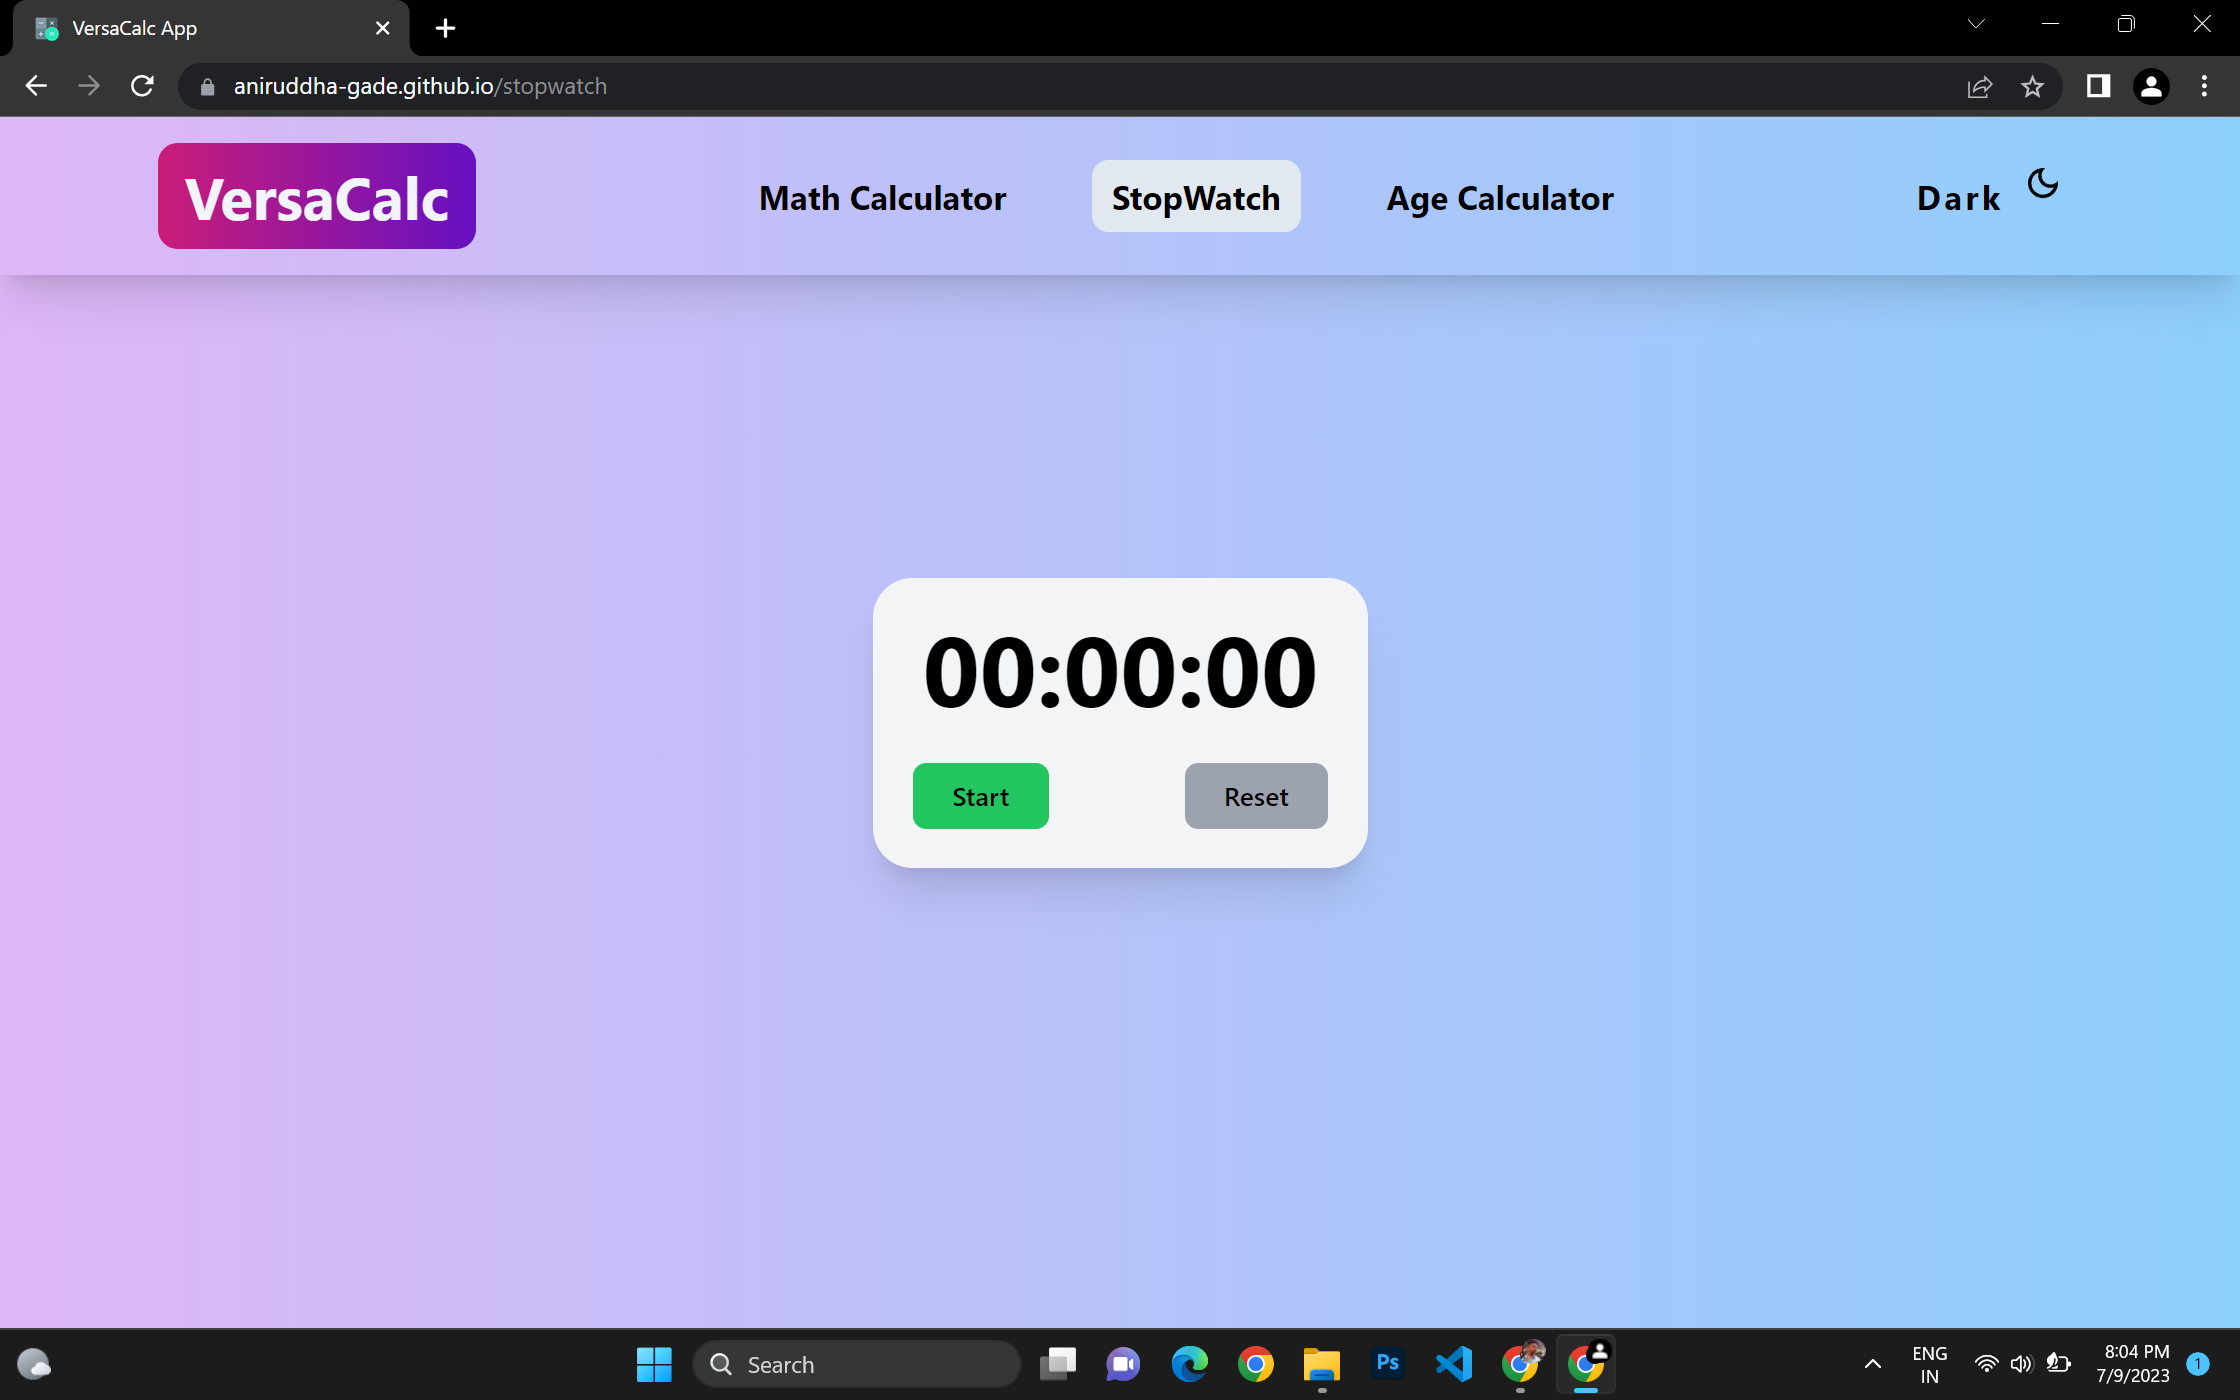 VersaCalc App
aniruddha-gade.github.io/stopwatch
VersaCalc
Math Calculator
StopWatch
Age Calculator
Dark
00:00:00
Start
Reset
Search
Ps
ENG
IN
8:04 PM
7/9/2023
1